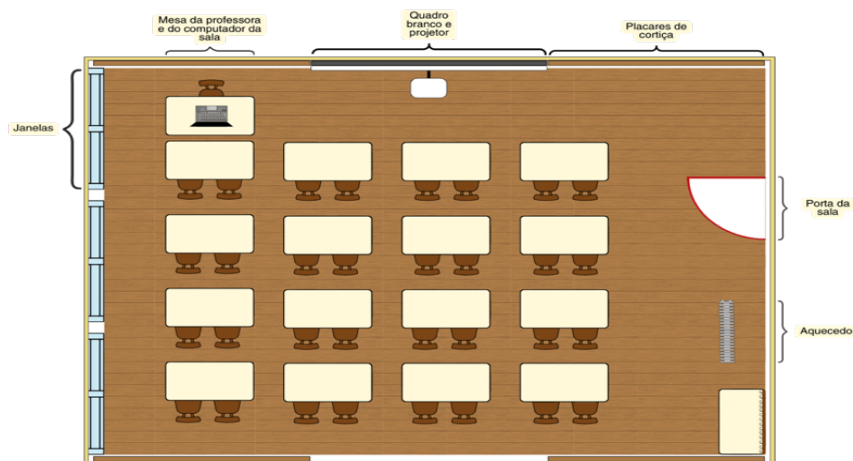 Mesa da professora
e do computador da
sala
Quadro
branco e
projetor
Placares de
cortiça
Janelas
Porta da
sala
Aquecedo